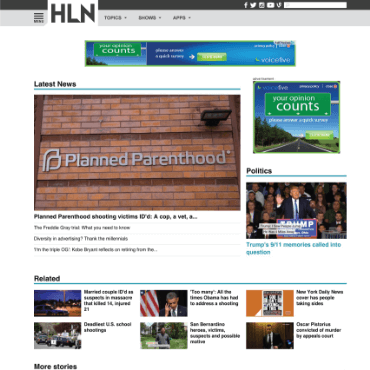 HLN
TOPICS
SHOWS
APPS
your opinion
counts
please answer
a quick survey
voicefive
Latest News
your opinion
counts
please answer a quick survey
Planned Parenthood
Politics
TRUMP
Planned Parenthood shooting victims ID'd: A cop, a vet, a...
The Freddie Gray trial: What you need to know
Diversity in advertising? Thank the millennials
'I'm the triple OG': Kobe Bryant reflects on retiring from the...
Trump's 9/11 memories called into
question
Related
Married couple ID'd as
suspects in massacre
that killed 14, injured
21
'Too many': All the
times Obama has had
to address a shooting
New York Daily News
cover has people
taking sides
Deadliest U.S. school
shootings
San Bernardino
heroes, victims,
suspects and possible
motive
Oscar Pistorius
convicted of murder
by appeals court
More stories